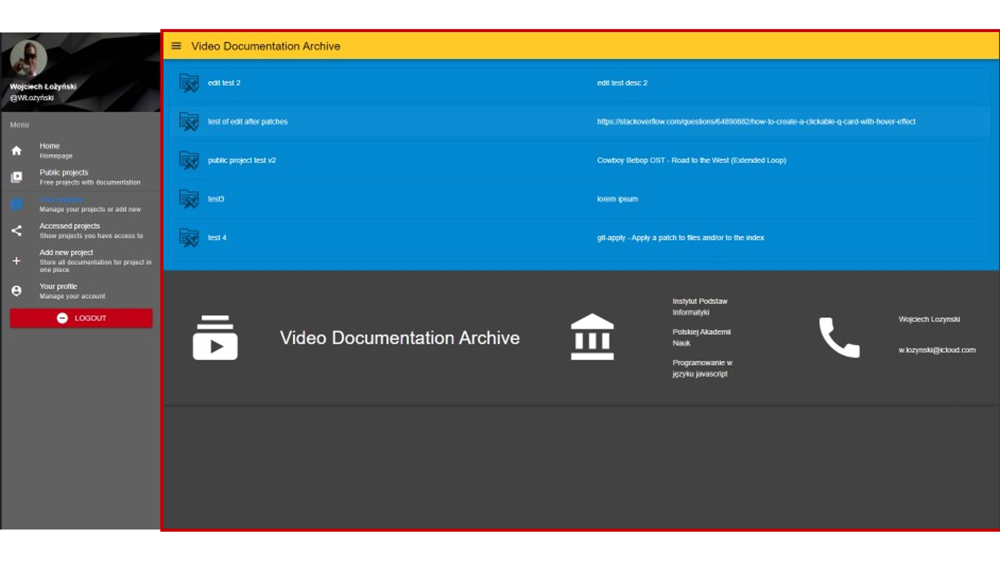 Wojciech Łożyński
@WŁożyński
Menu
Home
Homepage
Public projects
Free projects with documentation
Your projects
Manage your projects or add new
Accessed projects
Show projects you have access to
Add new project
Store all documentation for project in
one place
Your profile
Manage your account
LOGOUT
Video Documentation Archive
edit test 2
edit test desc 2
test of edit after patches
https://stackoverflow.com/questions/64890682/how-to-create-a-clickable-q-card-with-hover-effect
public project test v2
Cowboy Bebop OST - Road to the West (Extended Loop)
test3
lorem ipsum
test 4
git-apply - Apply a patch to files and/or to the index
Video Documentation Archive
Instytut Podstaw
Informatyki
Polskiej Akademii
Nauk
Programowanie w
języku javascript
Wojciech Lozynski
w.lozynski@icloud.com